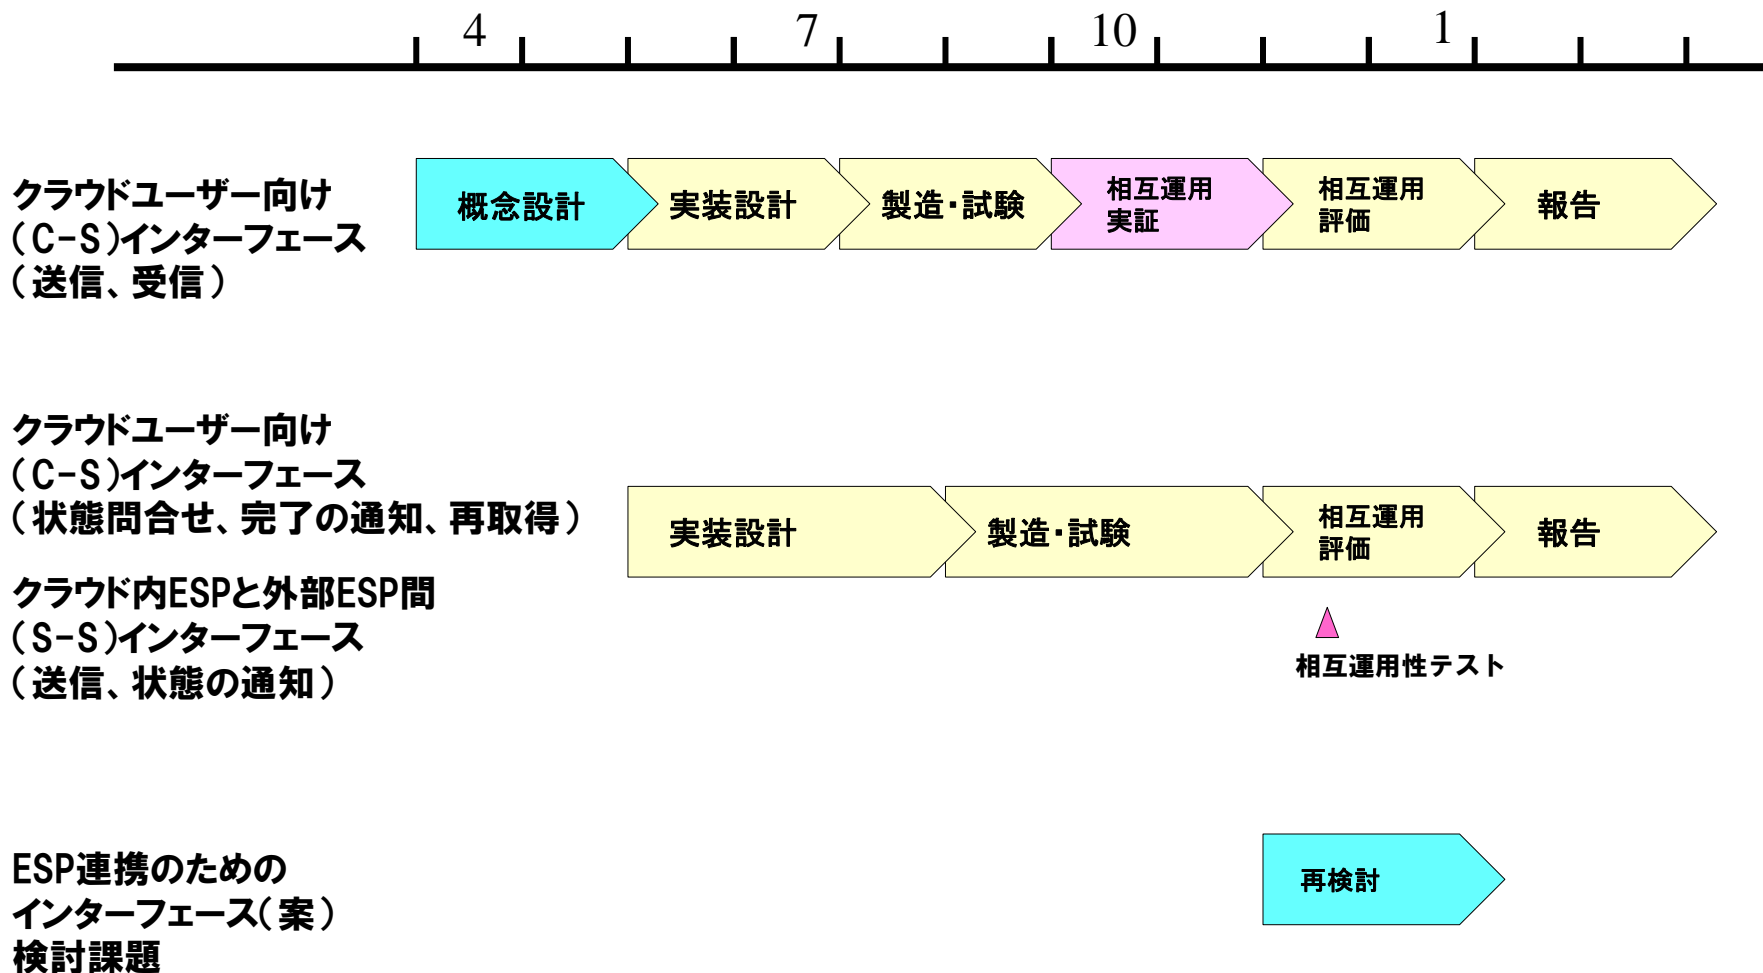 4 7 10 1
クラウドユーザー向け
(C-S)インターフェース
(送信、受信)
概念設計
実装設計
製造・試験
相互運用
実証
相互運用
評価
報告
クラウドユーザー向け
(C-S)インターフェース
(状態問合せ、完了の通知、再取得)
実装設計
製造・試験
相互運用
評価
報告
クラウド内ESPと外部ESP間
(S-S)インターフェース
(送信、状態の通知)
相互運用性テスト
ESP連携のための
インターフェース(案)
検討課題
再検討